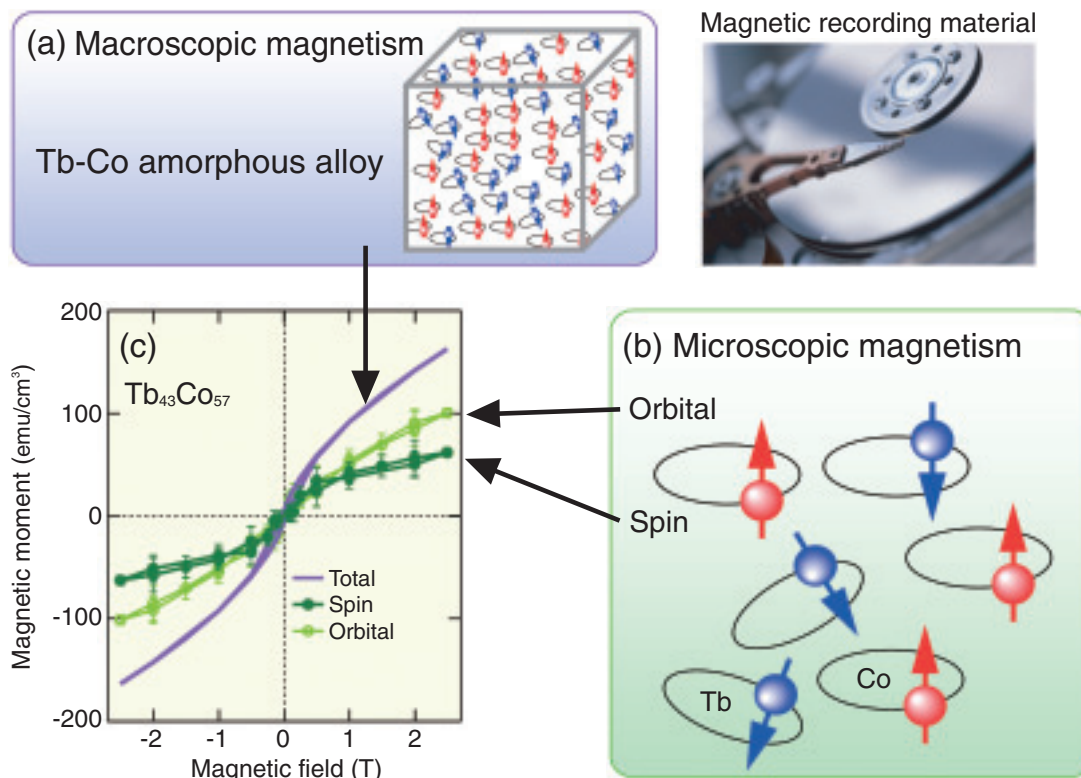 (a) Macroscopic magnetism
Tb-Co amorphous alloy
Magnetic recording material
(c)
Tb₄₃Co₅₇
Magnetic moment (emu/cm³)
200
100
0
-100
-200
Total
Spin
Orbital
-2 -1 0 1 2
Magnetic field (T)
(b) Microscopic magnetism
Orbital
Spin
Tb
Co